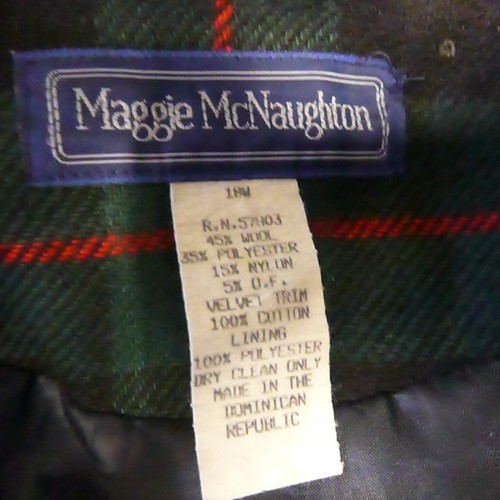 Maggie McNaughton
18W
R.N.57403
45% WOOL
35% POLYESTER
15% NYLON
5% O.F.
VELVET TRIM
100% COTTON
LINING
100% POLYESTER
DRY CLEAN ONLY
MADE IN THE
DOMINICAN
REPUBLIC